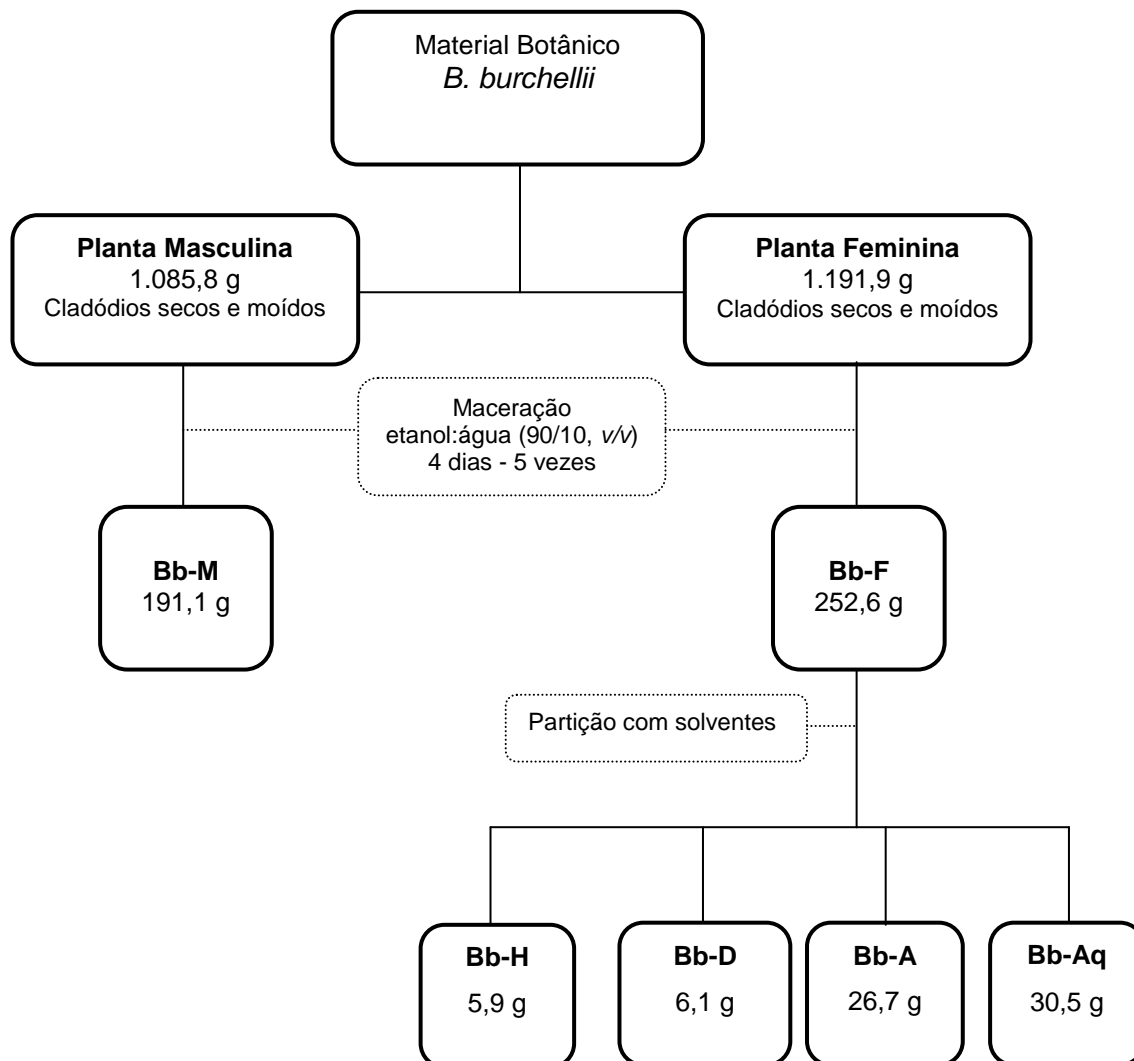 Material Botânico
B. burchellii
Planta Masculina
1.085,8 g
Cladódios secos e moídos
Planta Feminina
1.191,9 g
Cladódios secos e moídos
Maceração
etanol:água (90/10, v/v)
4 dias - 5 vezes
Bb-M
191,1 g
Bb-F
252,6 g
Partição com solventes
Bb-H
5,9 g
Bb-D
6,1 g
Bb-A
26,7 g
Bb-Aq
30,5 g